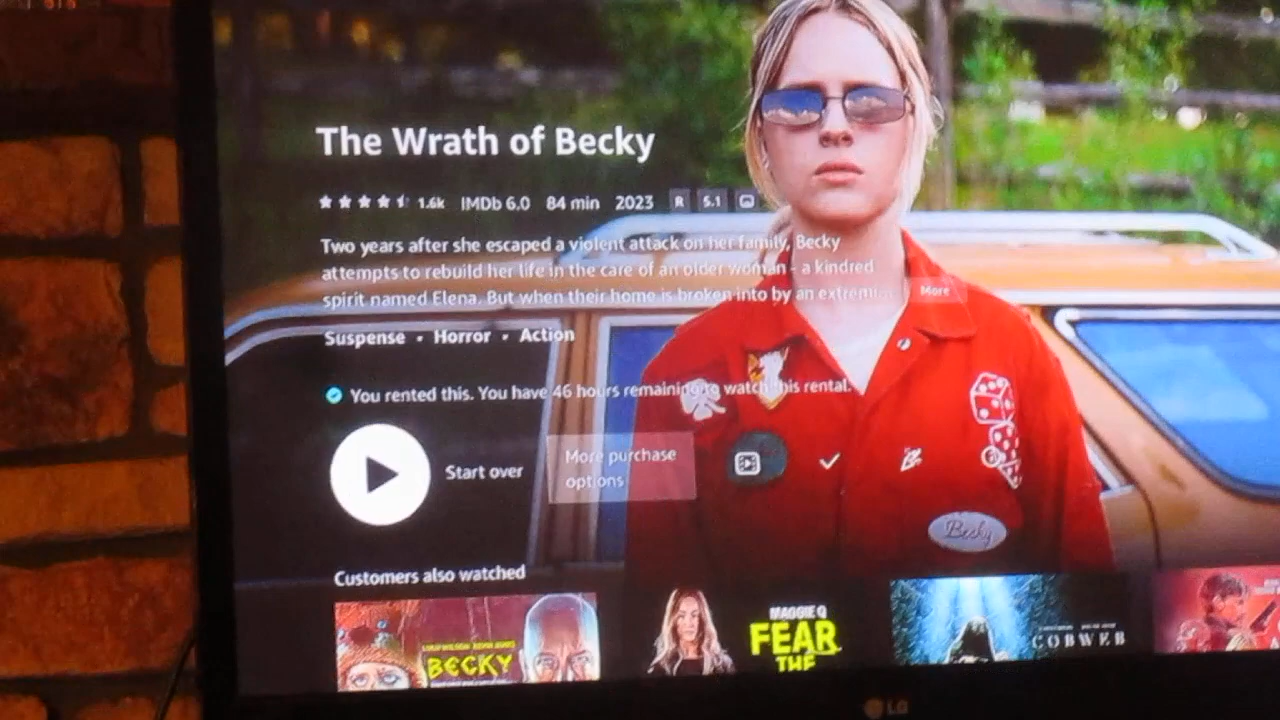 The Wrath of Becky
1.6k IMDb 6.0 84 min 2023 R 5.1
Two years after she escaped a violent attack on her family, Becky
attempts to rebuild her life in the care of an older woman - a kindred
spirit named Elena. But when their home is broken into by an extremi... More
Suspense • Horror • Action
You rented this. You have 46 hours remaining to watch this rental.
Start over
More purchase
options
Becky
Customers also watched
BECKY
MAGGIE Q
FEAR
THE
COBWEB
LG